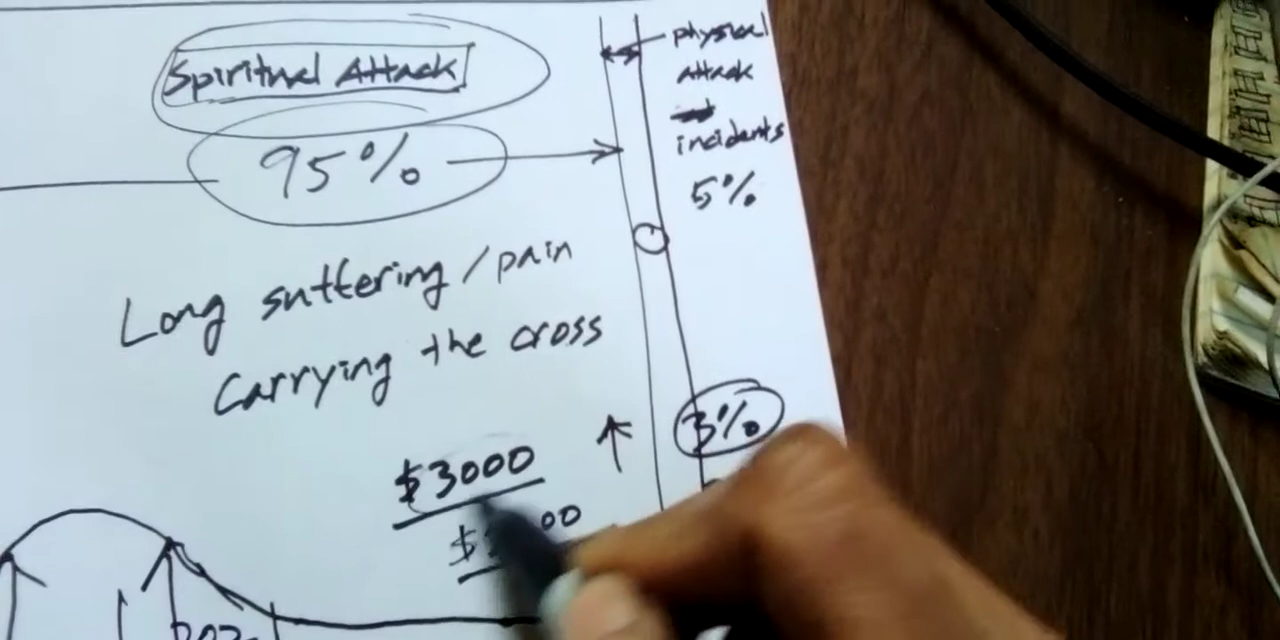 Spiritual Attack
95%
physical
attack
incidents
5%
Long suffering/pain
Carrying the cross
3%
$3000